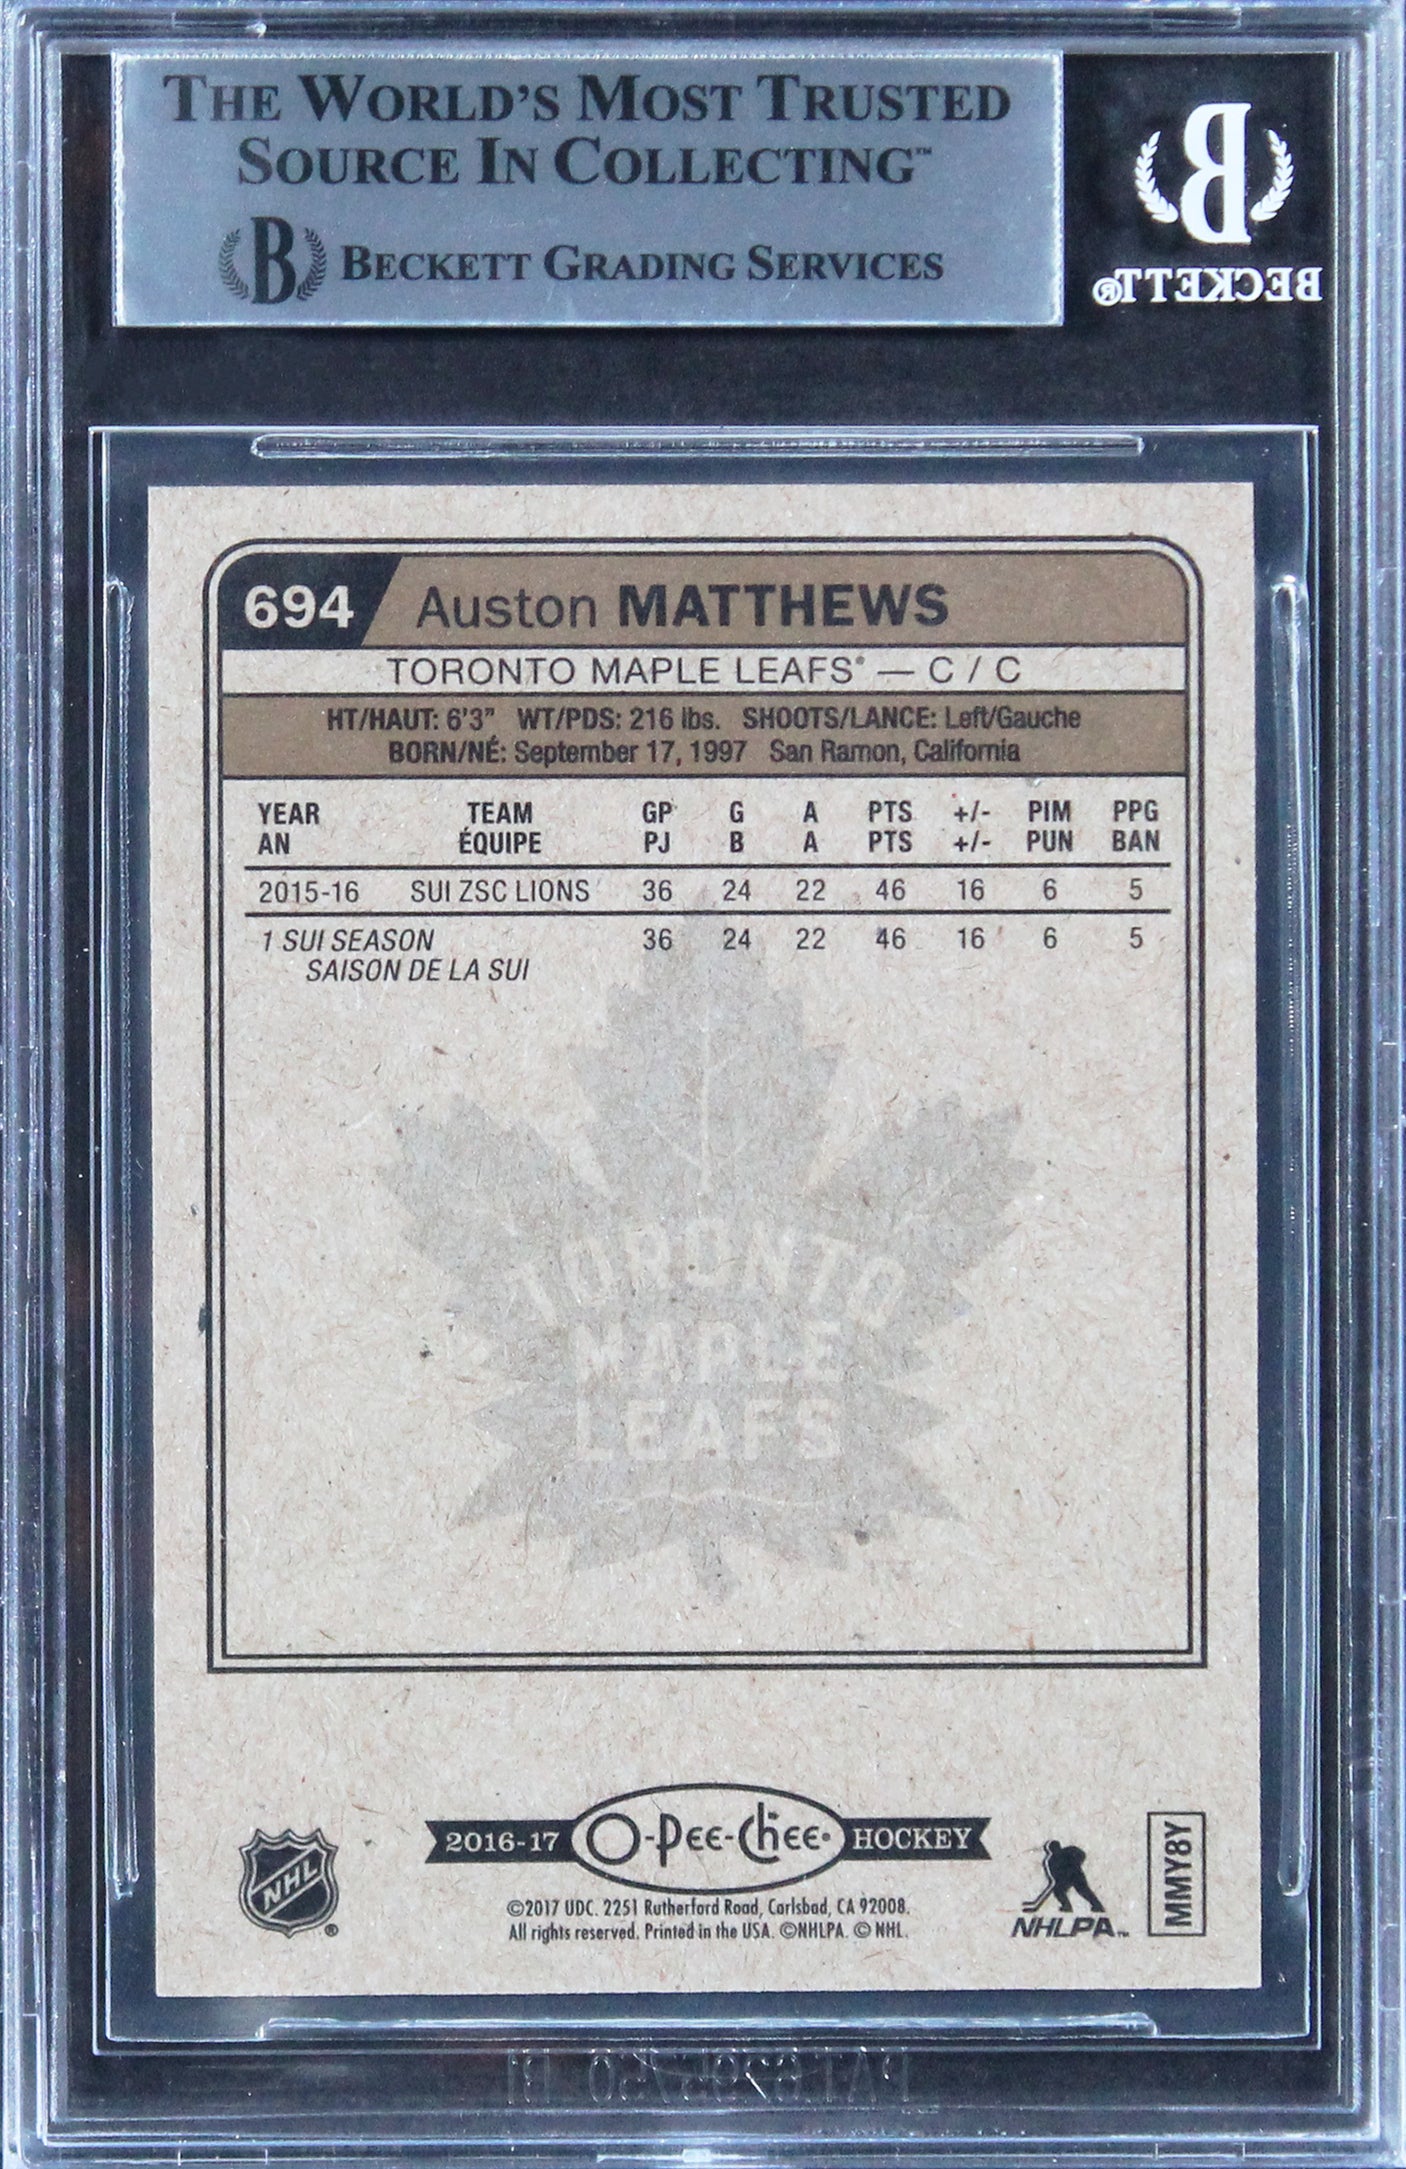 THE WORLD'S MOST TRUSTED
SOURCE IN COLLECTING™
B BECKETT GRADING SERVICES
B
BECKETT®
694 Auston MATTHEWS
TORONTO MAPLE LEAFS® — C / C
HT/HAUT: 6'3" WT/PDS: 216 lbs. SHOOTS/LANCE: Left/Gauche
BORN/NÉ: September 17, 1997 San Ramon, California
YEAR TEAM GP G A PTS +/- PIM PPG
AN ÉQUIPE PJ B A PTS +/- PUN BAN
2015-16 SUI ZSC LIONS 36 24 22 46 16 6 5
1 SUI SEASON 36 24 22 46 16 6 5
SAISON DE LA SUI
TORONTO
MAPLE
LEAFS
NHL®
2016-17 O-Pee-Chee® HOCKEY
©2017 UDC. 2251 Rutherford Road, Carlsbad, CA 92008.
All rights reserved. Printed in the USA. ©NHLPA. © NHL.
NHLPA™
MMY8Y